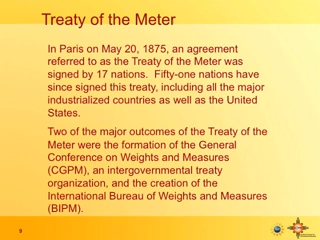 Treaty of the Meter
In Paris on May 20, 1875, an agreement
referred to as the Treaty of the Meter was
signed by 17 nations.  Fifty-one nations have
since signed this treaty, including all the major
industrialized countries as well as the United
States.
Two of the major outcomes of the Treaty of the
Meter were the formation of the General
Conference on Weights and Measures
(CGPM), an intergovernmental treaty
organization, and the creation of the
International Bureau of Weights and Measures
(BIPM).
9